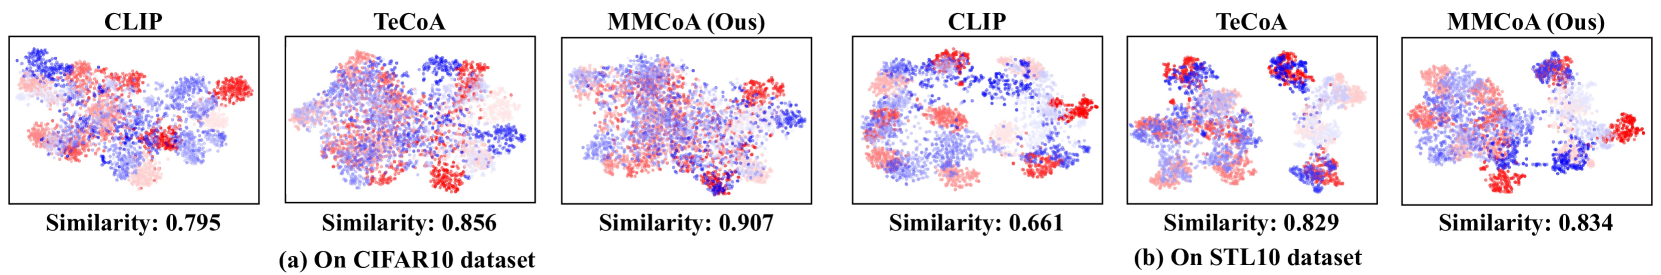 CLIP
TeCoA
MMCoA (Ous)
Similarity: 0.795
Similarity: 0.856
Similarity: 0.907
(a) On CIFAR10 dataset
CLIP
TeCoA
MMCoA (Ous)
Similarity: 0.661
Similarity: 0.829
Similarity: 0.834
(b) On STL10 dataset